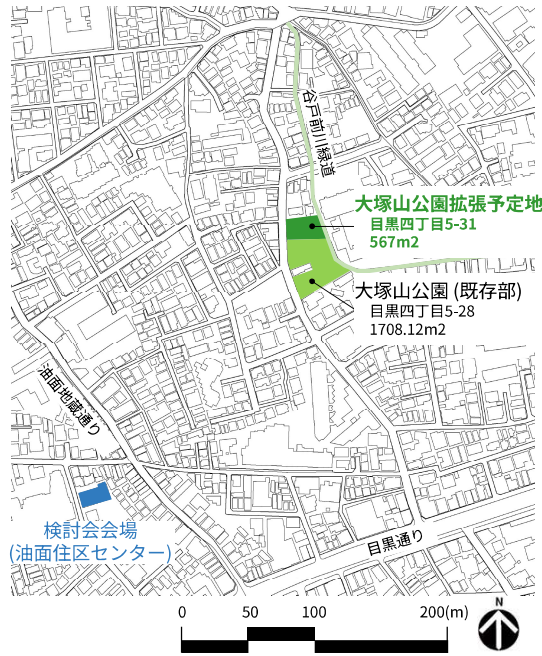 谷戸前川緑道
大塚山公園拡張予定地
目黒四丁目5-31
567m2
大塚山公園 (既存部)
目黒四丁目5-28
1708.12m2
油面地蔵通り
検討会会場
(油面住区センター)
目黒通り
0 50 100 200(m)
N